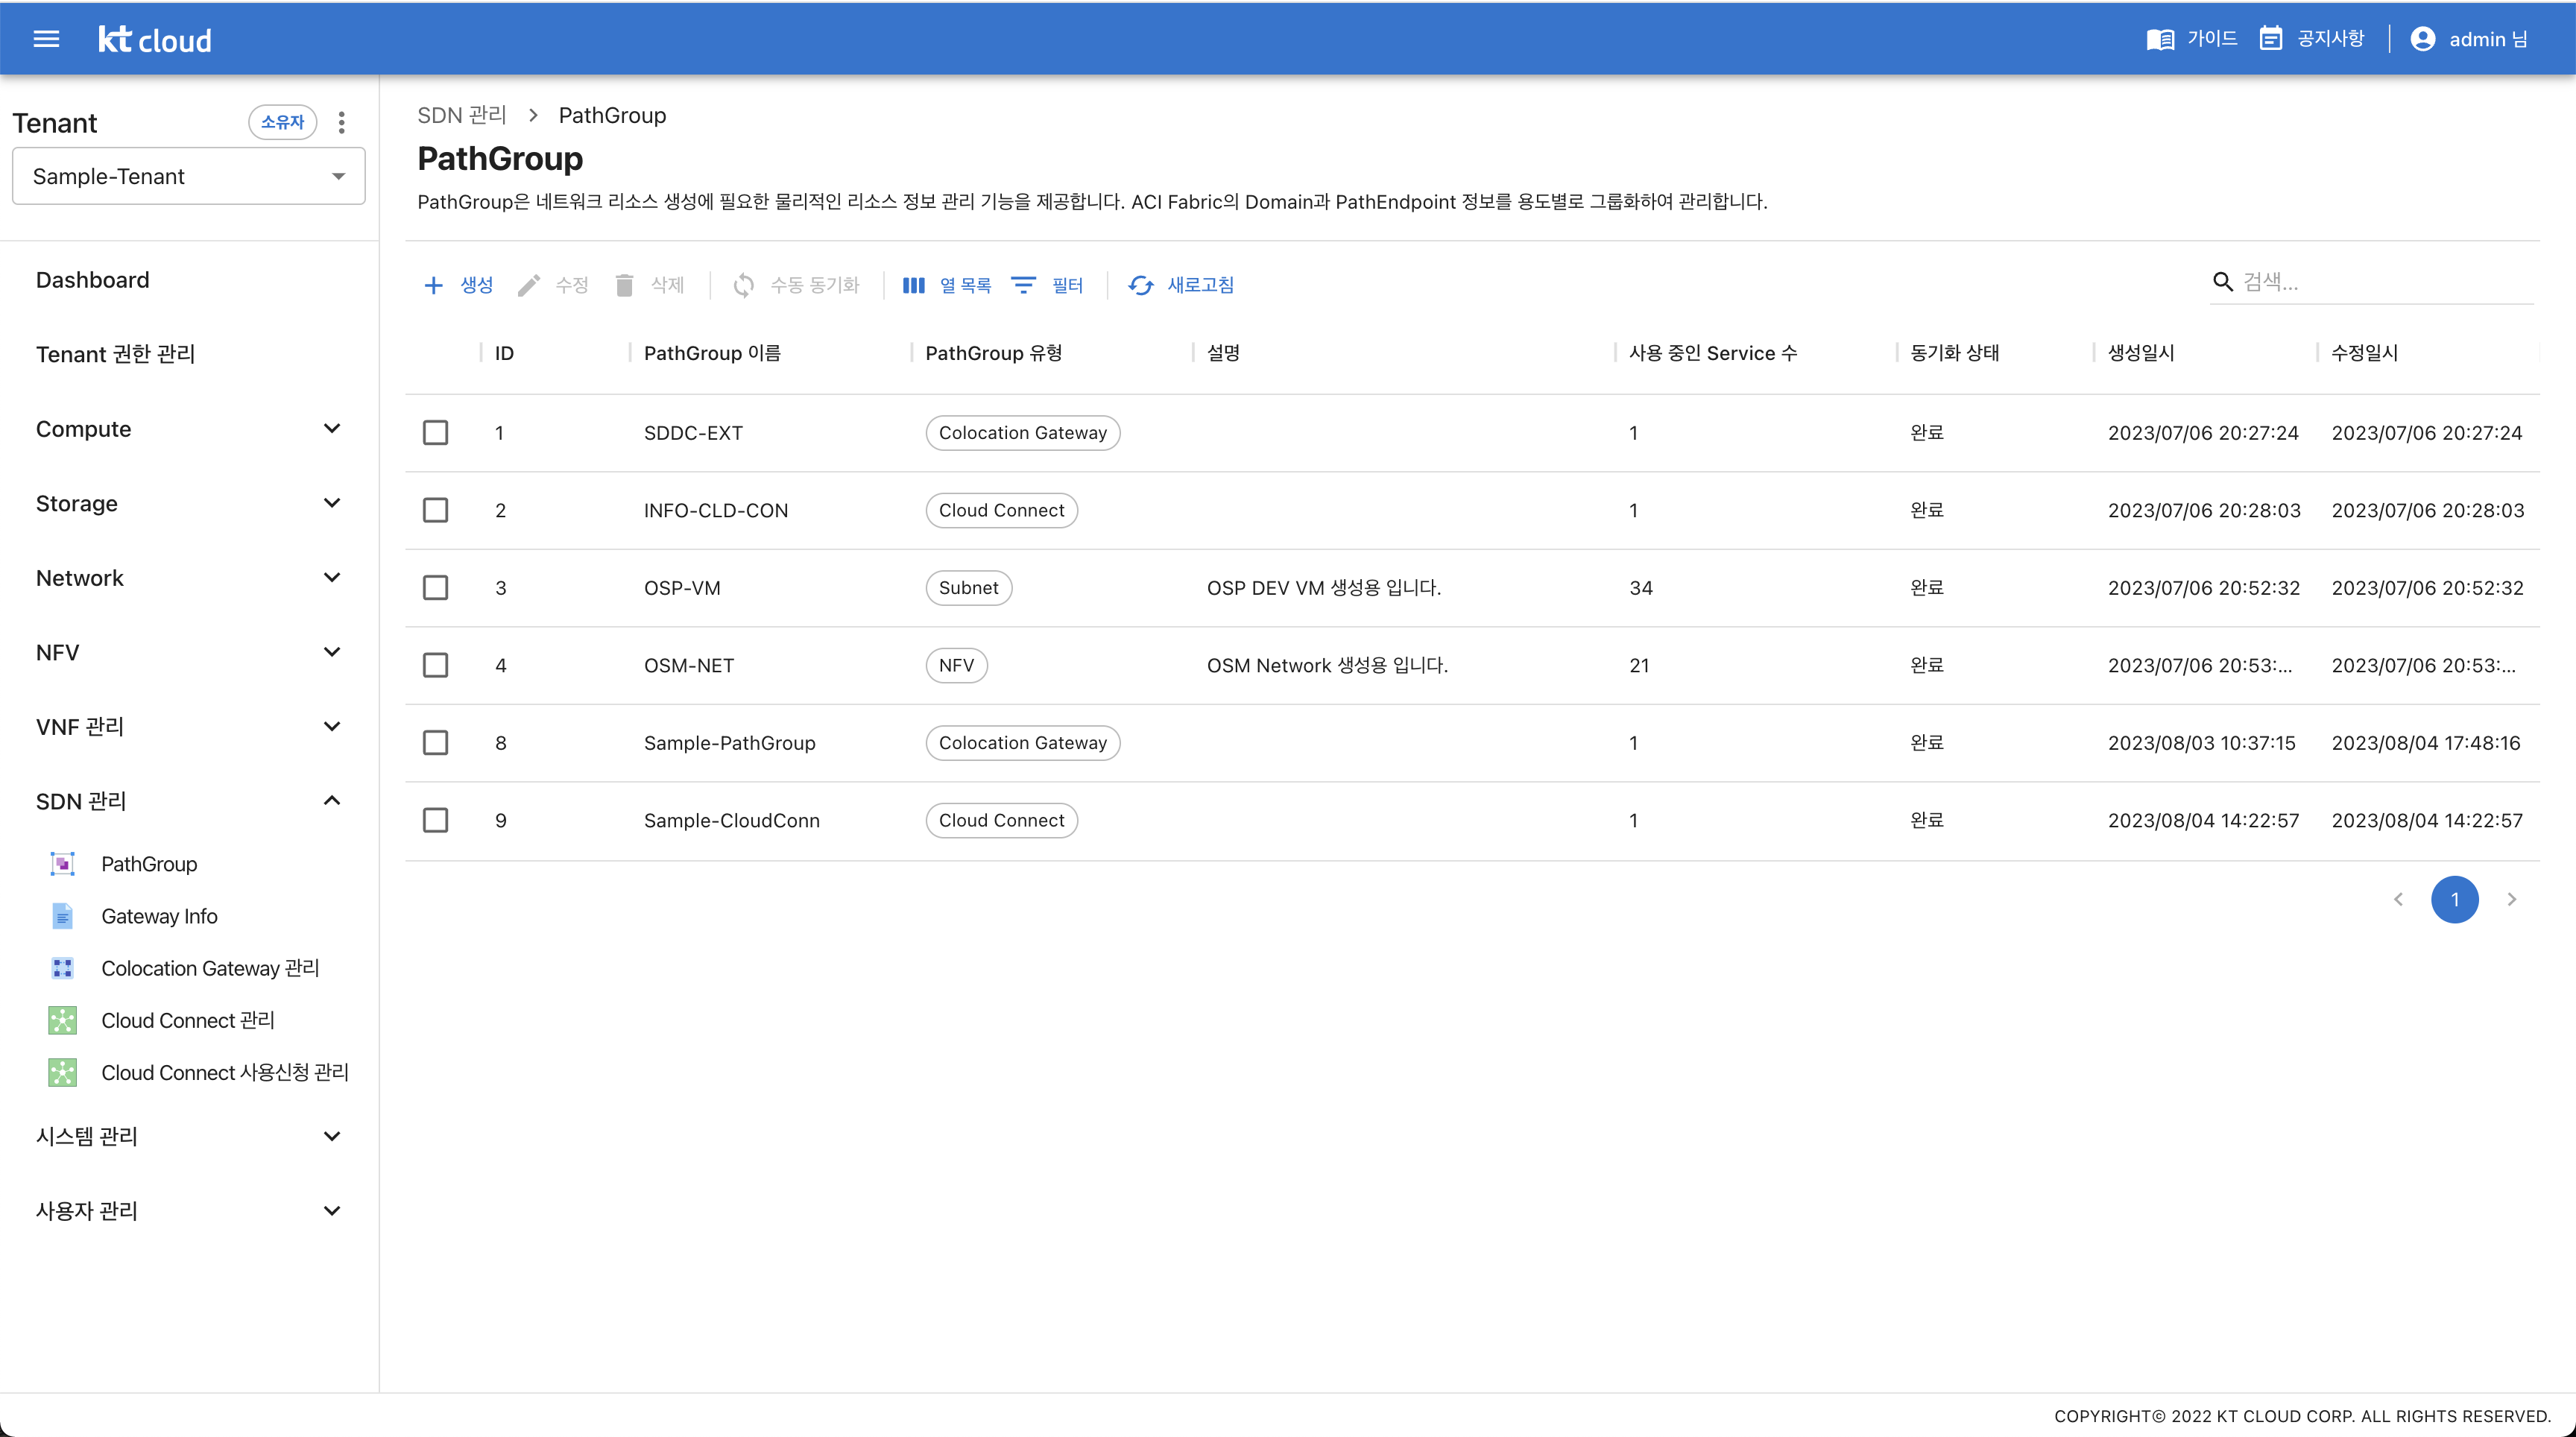 kt cloud
가이드
공지사항
admin 님
Tenant
소유자
Sample-Tenant
Dashboard
Tenant 권한 관리
Compute
Storage
Network
NFV
VNF 관리
SDN 관리
PathGroup
Gateway Info
Colocation Gateway 관리
Cloud Connect 관리
Cloud Connect 사용신청 관리
시스템 관리
사용자 관리
SDN 관리 > PathGroup
PathGroup
PathGroup은 네트워크 리소스 생성에 필요한 물리적인 리소스 정보 관리 기능을 제공합니다. ACI Fabric의 Domain과 PathEndpoint 정보를 용도별로 그룹화하여 관리합니다.
생성 수정 삭제 수동 동기화 열 목록 필터 새로고침 검색...
ID PathGroup 이름 PathGroup 유형 설명 사용 중인 Service 수 동기화 상태 생성일시 수정일시
1 SDDC-EXT Colocation Gateway 1 완료 2023/07/06 20:27:24 2023/07/06 20:27:24
2 INFO-CLD-CON Cloud Connect 1 완료 2023/07/06 20:28:03 2023/07/06 20:28:03
3 OSP-VM Subnet OSP DEV VM 생성용 입니다. 34 완료 2023/07/06 20:52:32 2023/07/06 20:52:32
4 OSM-NET NFV OSM Network 생성용 입니다. 21 완료 2023/07/06 20:53:... 2023/07/06 20:53:...
8 Sample-PathGroup Colocation Gateway 1 완료 2023/08/03 10:37:15 2023/08/04 17:48:16
9 Sample-CloudConn Cloud Connect 1 완료 2023/08/04 14:22:57 2023/08/04 14:22:57
1
COPYRIGHT© 2022 KT CLOUD CORP. ALL RIGHTS RESERVED.